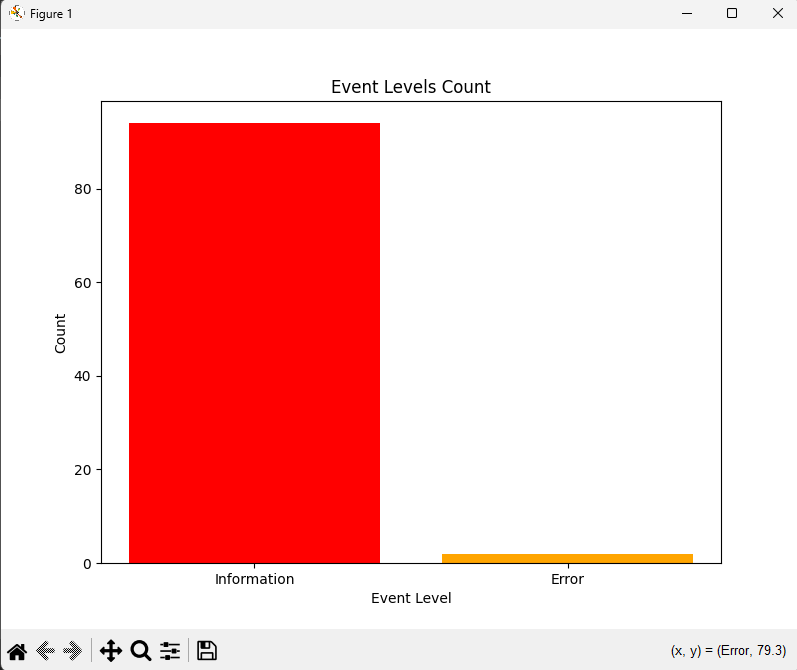 Figure 1
Event Levels Count
80
60
40
20
0
Count
Information Error
Event Level
(x, y) = (Error, 79.3)